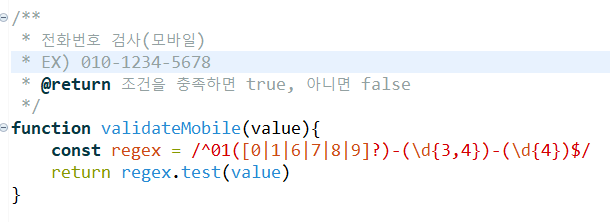 /**
 * 전화번호 검사(모바일)
 * EX) 010-1234-5678
 * @return 조건을 충족하면 true, 아니면 false
 */
function validateMobile(value){
    const regex = /^01([0|1|6|7|8|9]?)-(\d{3,4})-(\d{4})$/
    return regex.test(value)
}